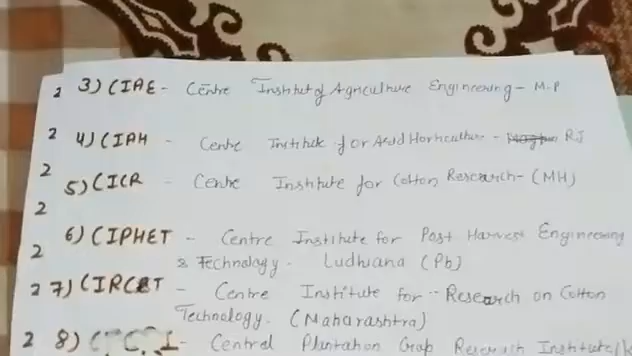 2 3) CIAE - Centre Institut of Agriculture Engineering - M.P
2 4) CIAH - Centre Institute for Arid Horticulture - RJ
2 5) CICR - Centre Institute for Cotton Research - (MH)
2
2 6) CIPHET - Centre Institute for Post Harvest Engineering
& Technology - Ludhiana (Pb)
2 7) CIRCOT - Centre Institute for - Research on Cotton
Technology. (Maharashtra)
2 8) - Central Plantation Crop Research Institute